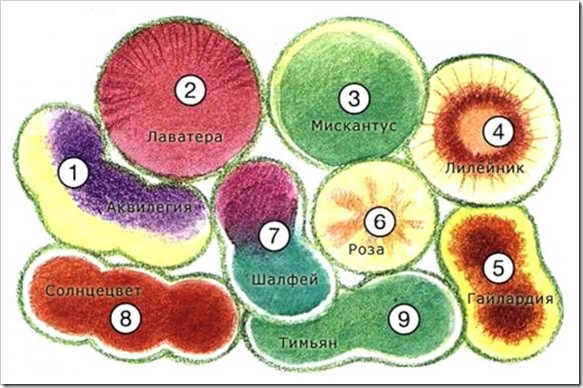 2
Лаватера
3
Мискантус
4
Лилейник
1
Аквилегия
7
Шалфей
6
Роза
5
Гайлардия
Солнцецвет
8
9
Тимьян